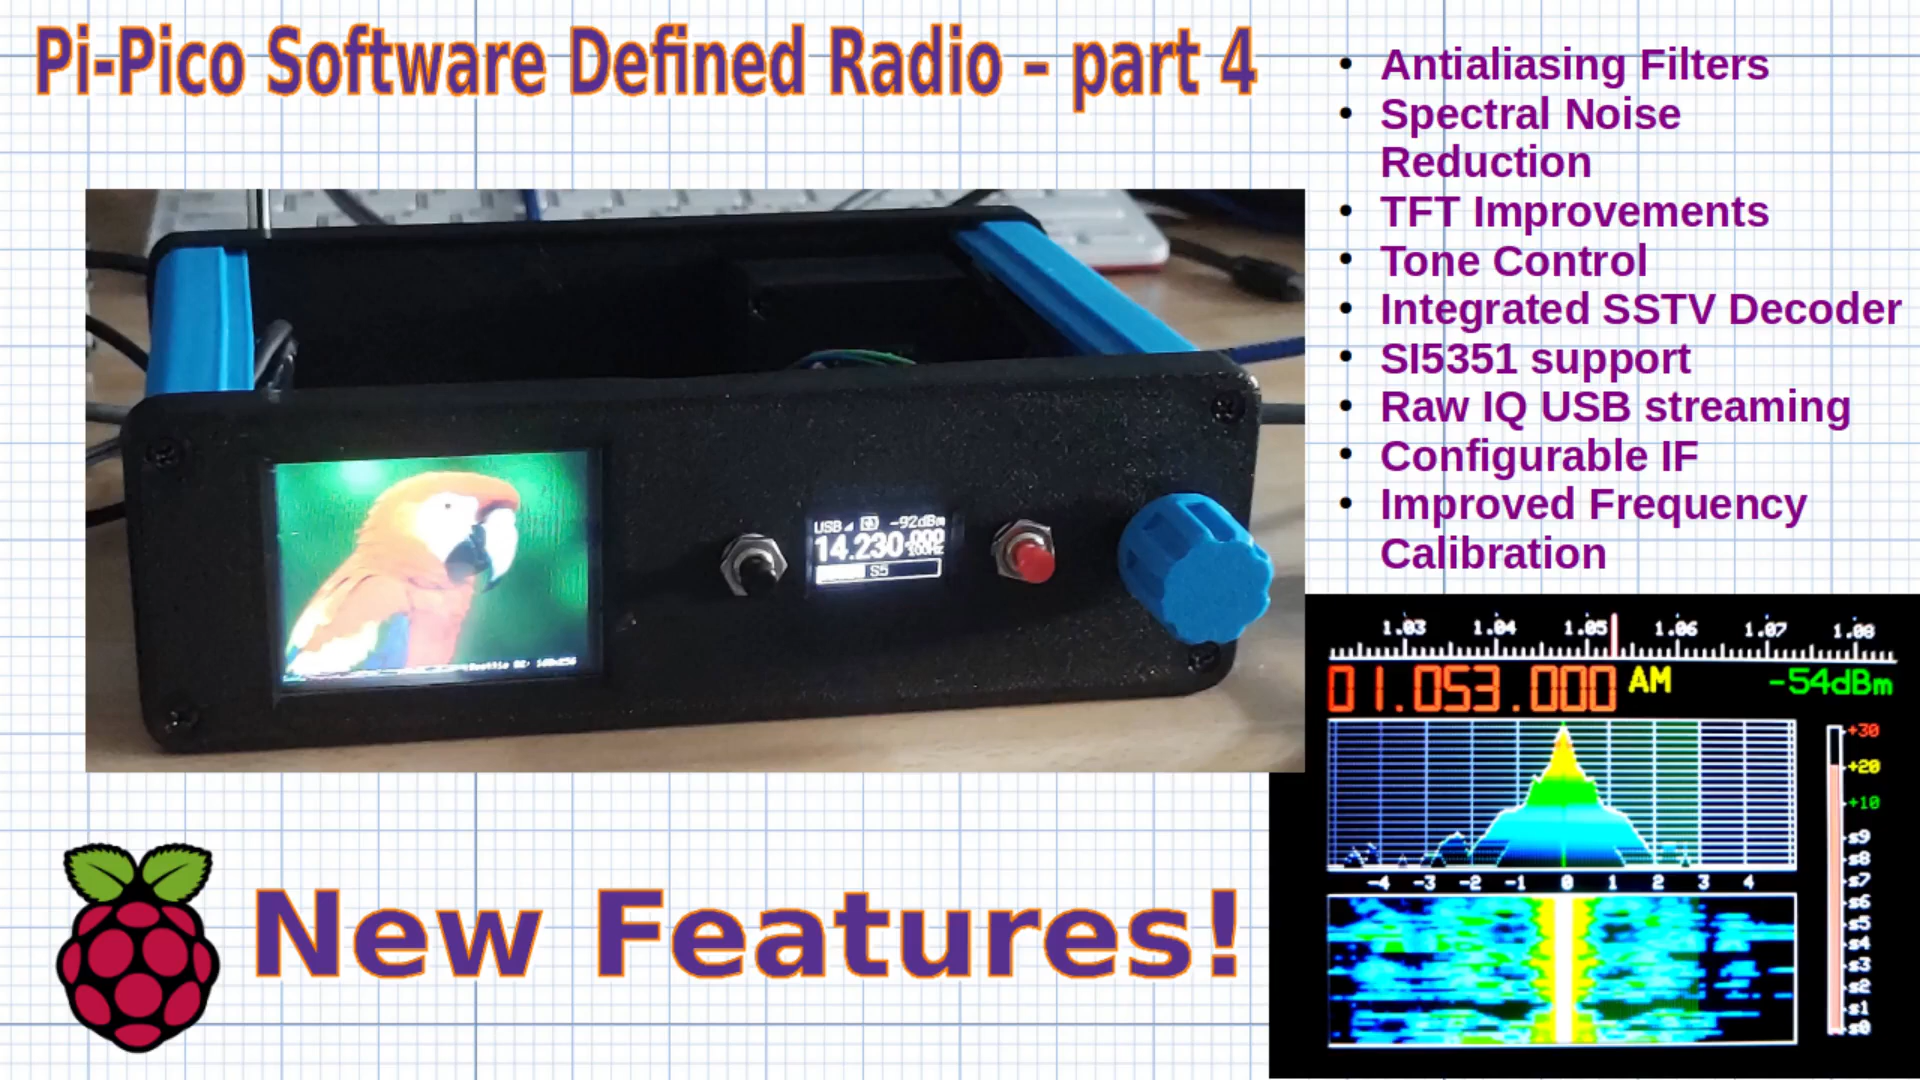 Pi-Pico Software Defined Radio – part 4
• Antialiasing Filters
• Spectral Noise
Reduction
• TFT Improvements
• Tone Control
• Integrated SSTV Decoder
• SI5351 support
• Raw IQ USB streaming
• Configurable IF
• Improved Frequency
Calibration
USB -92dBm
14.230.000
100Hz
S5
1.03 1.04 1.05 1.06 1.07 1.08
01.053.000 AM -54dBm
+30
+20
+10
s9
s8
s7
s6
s5
s4
s3
s2
s1
s0
-4 -3 -2 -1 0 1 2 3 4
New Features!